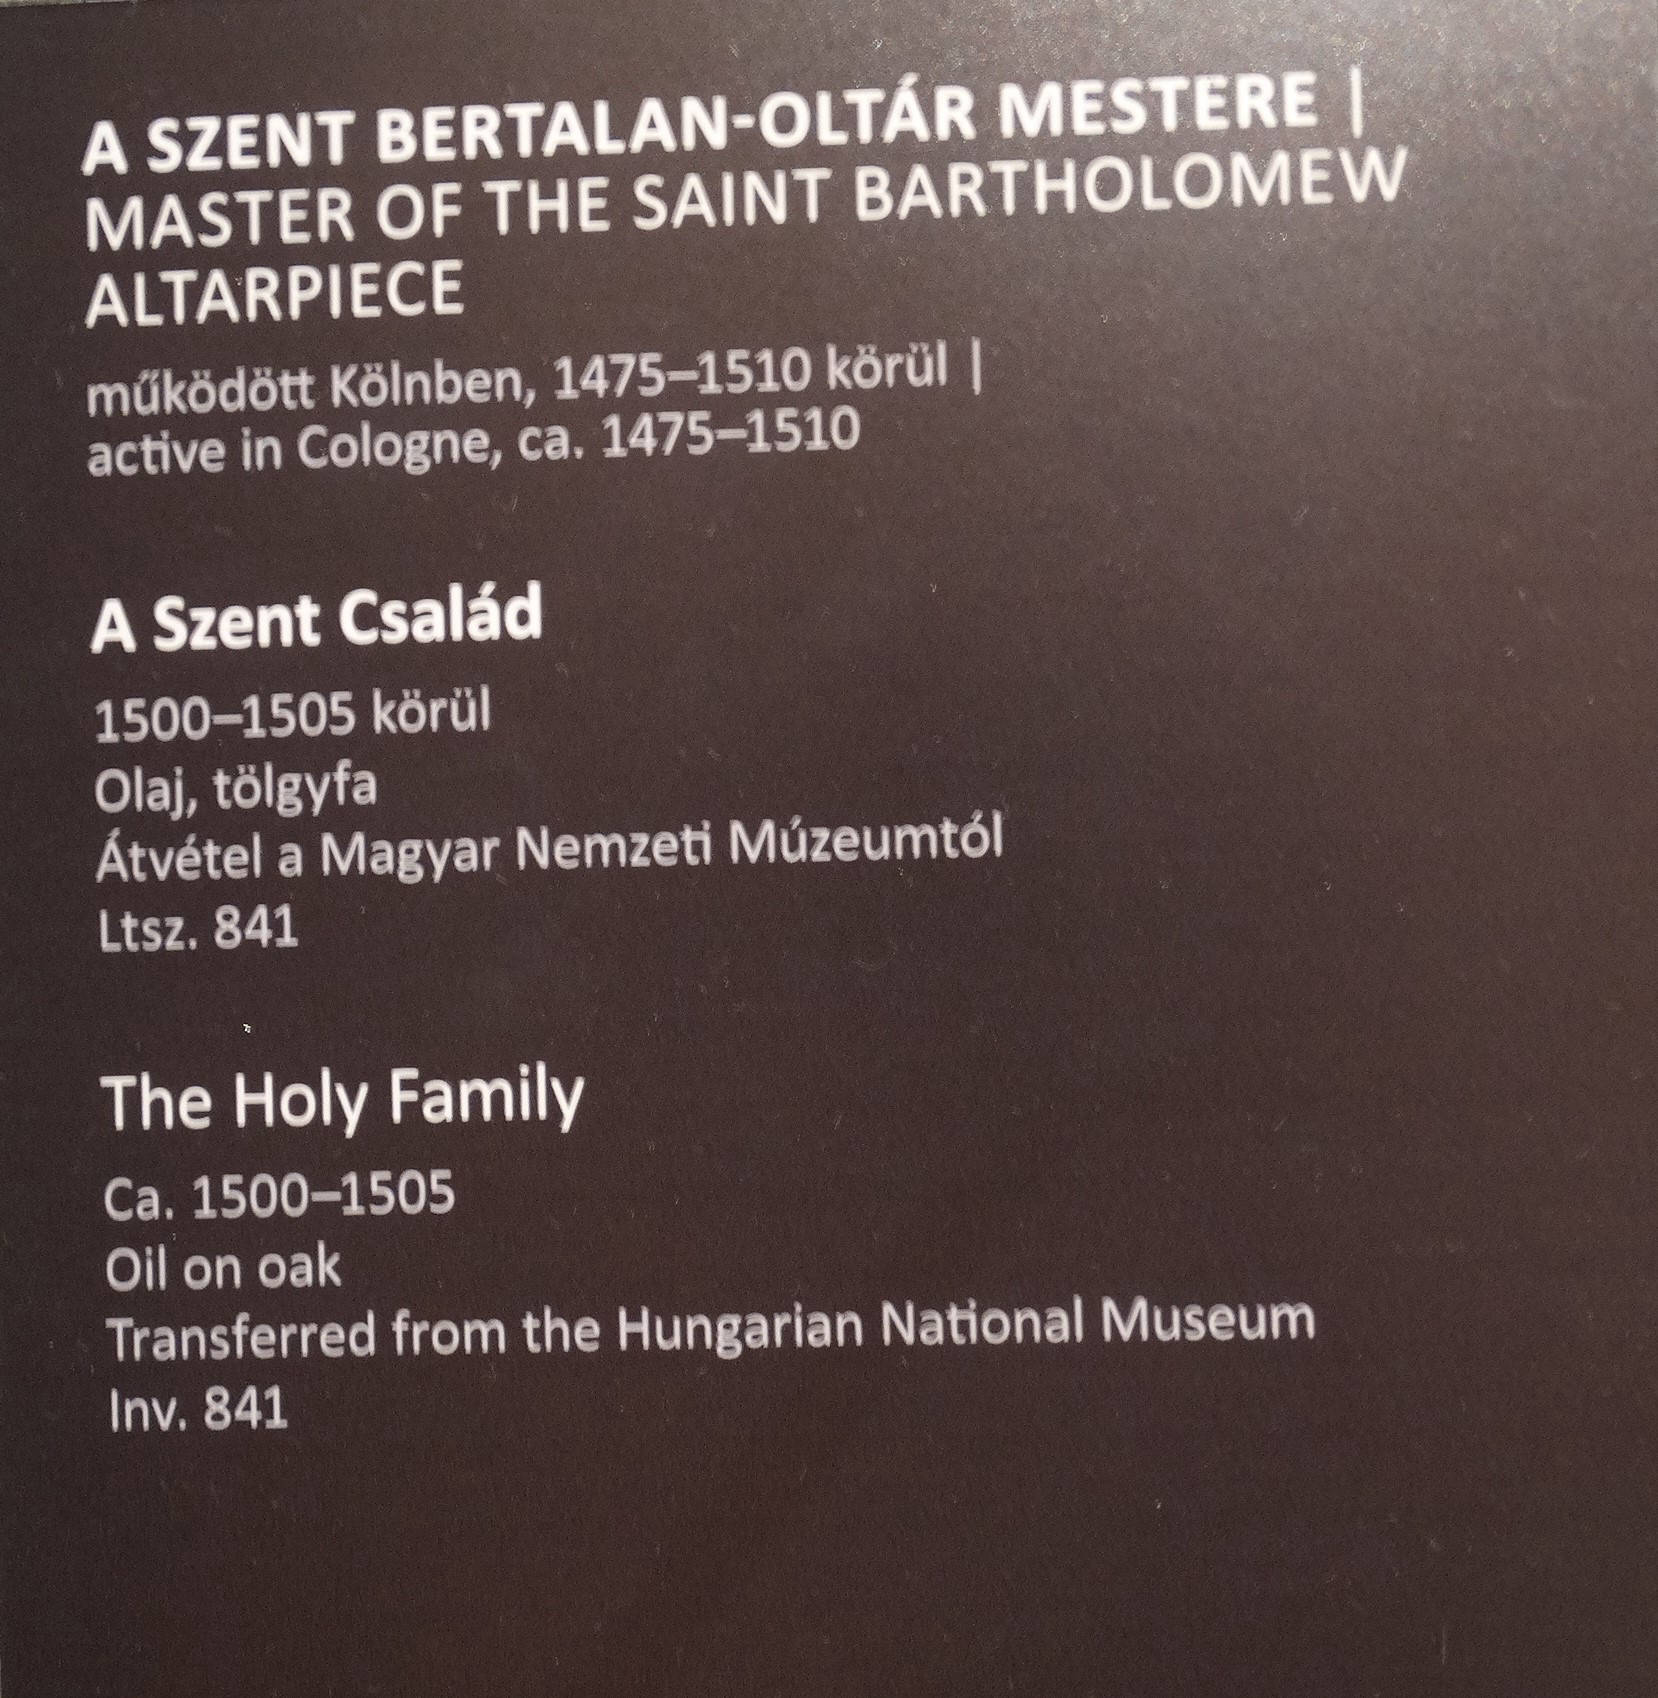 A SZENT BERTALAN-OLTÁR MESTERE |
MASTER OF THE SAINT BARTHOLOMEW
ALTARPIECE
működött Kölnben, 1475–1510 körül |
active in Cologne, ca. 1475–1510
A Szent Család
1500–1505 körül
Olaj, tölgyfa
Átvétel a Magyar Nemzeti Múzeumtól
Ltsz. 841
The Holy Family
Ca. 1500–1505
Oil on oak
Transferred from the Hungarian National Museum
Inv. 841